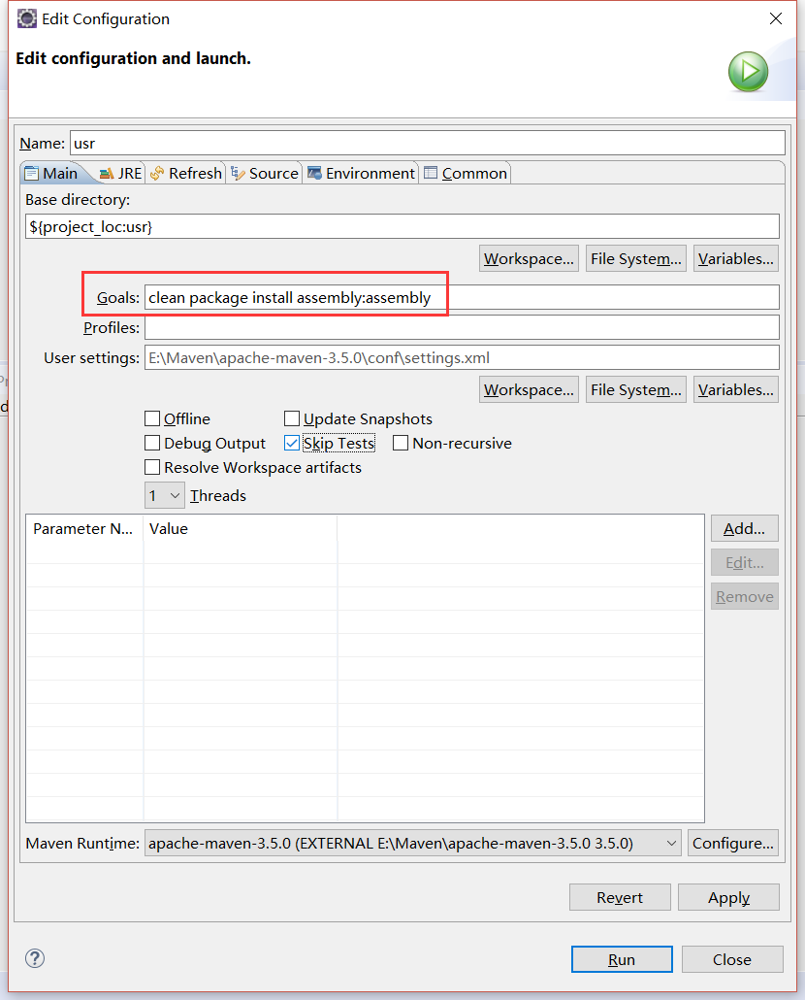 Edit Configuration
Edit configuration and launch.
Name: usr
Main JRE Refresh Source Environment Common
Base directory:
${project_loc:usr}
Workspace... File System... Variables...
Goals: clean package install assembly:assembly
Profiles:
User settings: E:\Maven\apache-maven-3.5.0\conf\settings.xml
Workspace... File System... Variables...
Offline Update Snapshots
Debug Output Skip Tests Non-recursive
Resolve Workspace artifacts
1 Threads
Parameter N... Value Add...
Edit...
Remove
Maven Runtime: apache-maven-3.5.0 (EXTERNAL E:\Maven\apache-maven-3.5.0 3.5.0) Configure...
Revert Apply
? Run Close